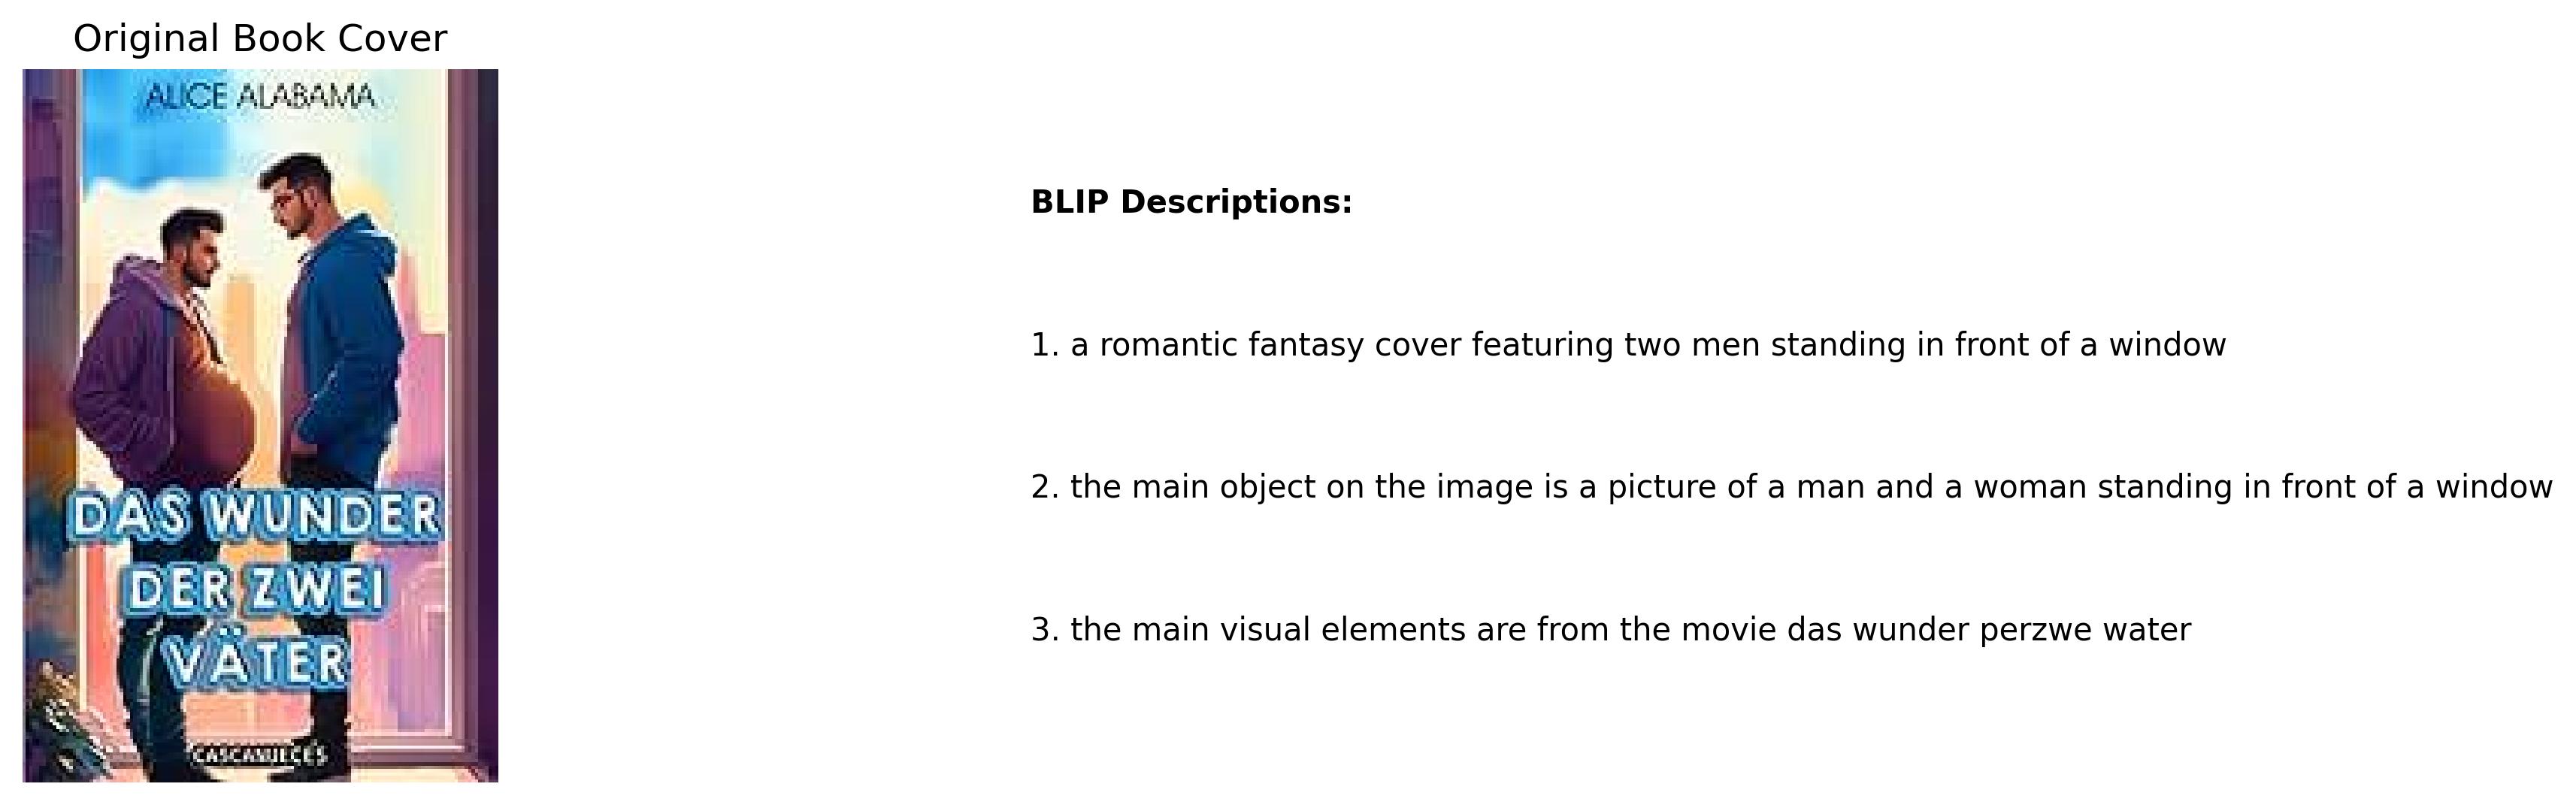 Original Book Cover
ALICE ALABAMA
DAS WUNDER
DER ZWEI
VÄTER
CASCANUECES
BLIP Descriptions:
1. a romantic fantasy cover featuring two men standing in front of a window
2. the main object on the image is a picture of a man and a woman standing in front of a window
3. the main visual elements are from the movie das wunder perzwe water